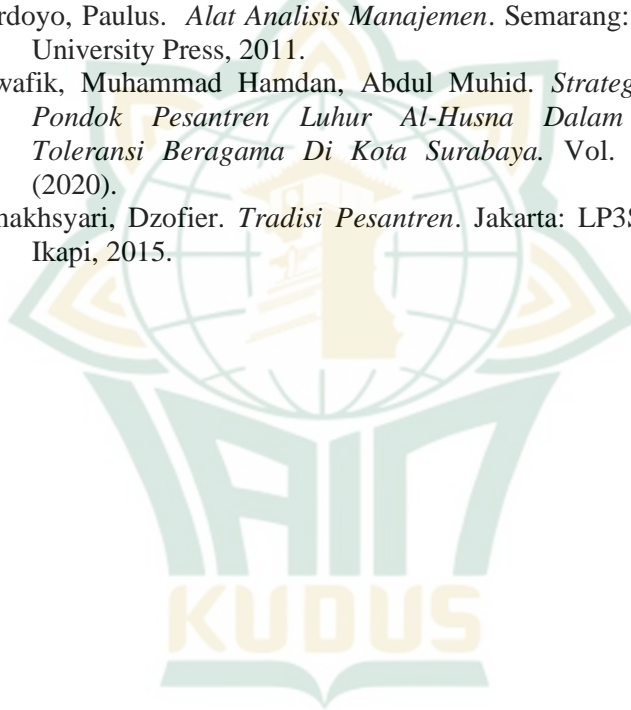 rdoyo, Paulus. Alat Analisis Manajemen. Semarang:
University Press, 2011.
wafik, Muhammad Hamdan, Abdul Muhid. Strateg
Pondok Pesantren Luhur Al-Husna Dalam
Toleransi Beragama Di Kota Surabaya. Vol.
(2020).
nakhsyari, Dzofier. Tradisi Pesantren. Jakarta: LP3S
Ikapi, 2015.
IAIN
KUDUS